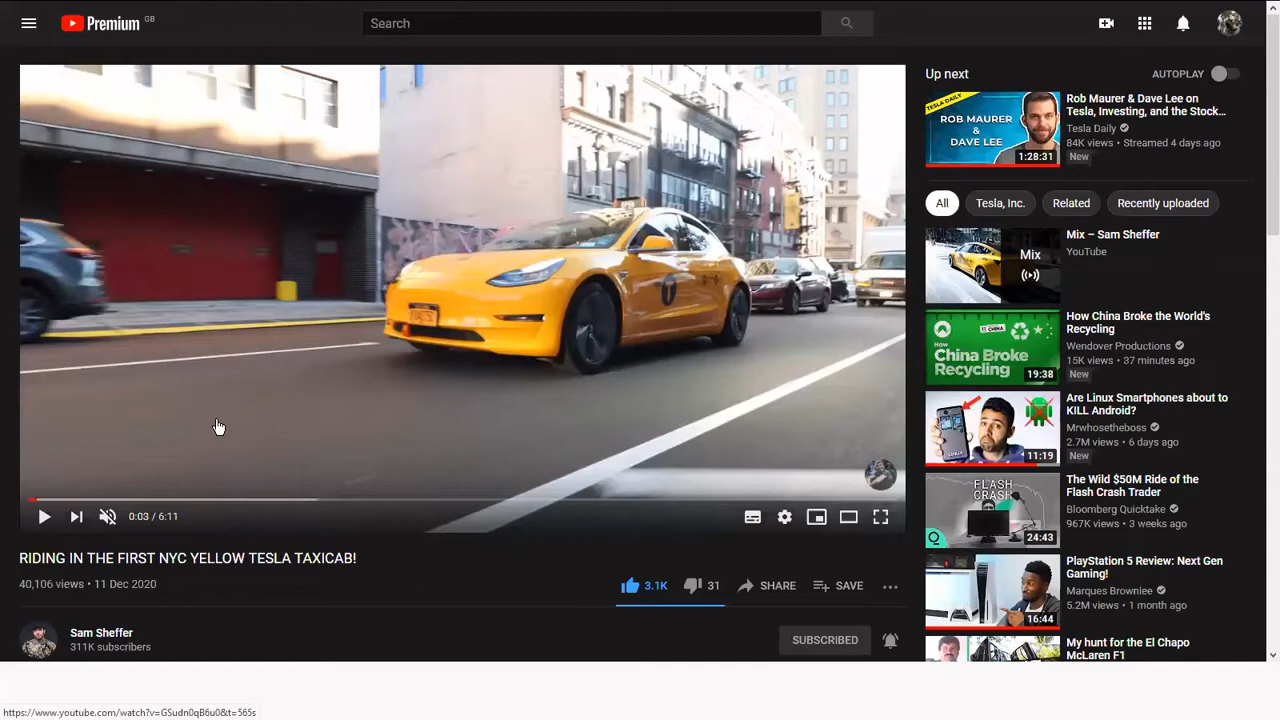 Premium GB
Search
Up next
AUTOPLAY
TESLA DAILY
ROB MAURER
&
DAVE LEE
1:28:31
Rob Maurer & Dave Lee on
Tesla, Investing, and the Stock...
Tesla Daily
84K views • Streamed 4 days ago
New
All
Tesla, Inc.
Related
Recently uploaded
Mix
Mix – Sam Sheffer
YouTube
How
China Broke
Recycling
19:38
How China Broke the World's
Recycling
Wendover Productions
15K views • 37 minutes ago
New
11:19
Are Linux Smartphones about to
KILL Android?
Mrwhosetheboss
2.7M views • 6 days ago
New
FLASH
CRASH
24:43
The Wild $50M Ride of the
Flash Crash Trader
Bloomberg Quicktake
967K views • 3 weeks ago
16:44
PlayStation 5 Review: Next Gen
Gaming!
Marques Brownlee
5.2M views • 1 month ago
My hunt for the El Chapo
McLaren F1
T
0:03 / 6:11
RIDING IN THE FIRST NYC YELLOW TESLA TAXICAB!
40,106 views • 11 Dec 2020
3.1K
31
SHARE
SAVE
Sam Sheffer
311K subscribers
SUBSCRIBED
https://www.youtube.com/watch?v=GSudn0qB6u0&t=565s